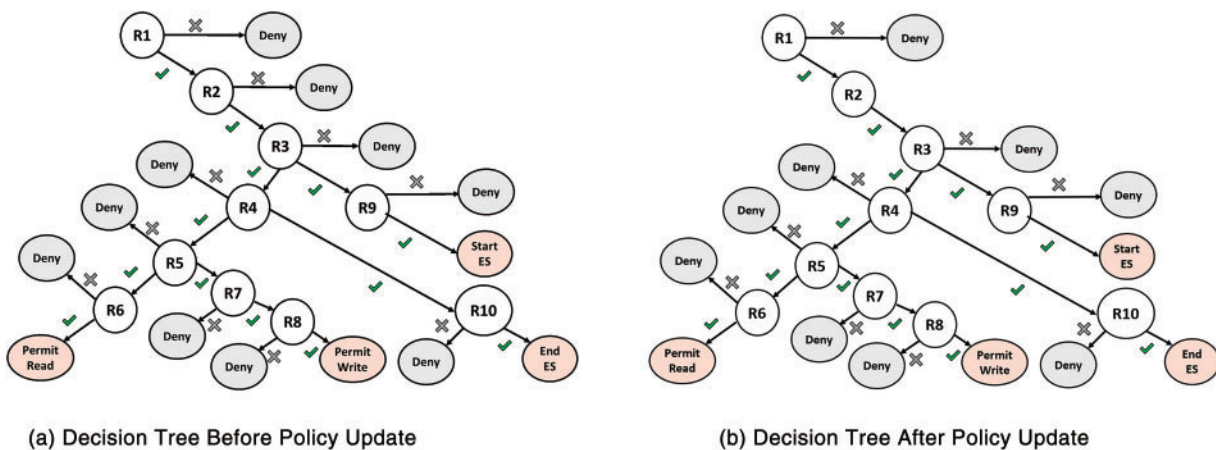 R1
Deny
R2
Deny
R3
Deny
Deny
R4
R9
Deny
Deny
R5
Start
ES
Deny
R6
R7
R8
R10
Deny
Permit
Read
Deny
Permit
Write
Deny
End
ES
(a) Decision Tree Before Policy Update
R1
Deny
R2
R3
Deny
Deny
R4
R9
Deny
Deny
R5
Start
ES
Deny
R6
R7
R8
R10
Deny
Permit
Read
Deny
Permit
Write
Deny
End
ES
(b) Decision Tree After Policy Update